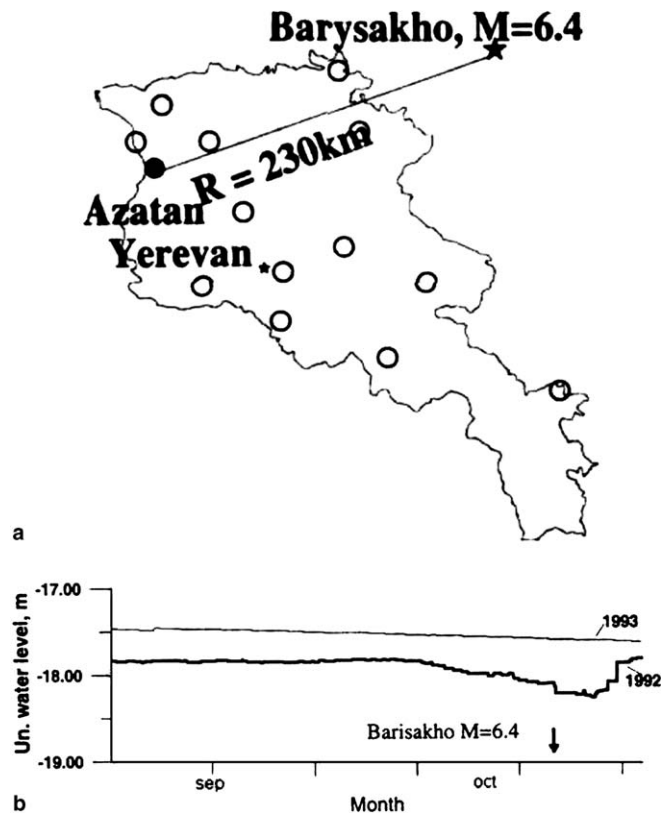 Barysakho, M=6.4
R = 230km
Azatan
Yerevan
a
-17.00
1993
-18.00
1992
Barisakho M=6.4
-19.00
Un. water level, m
sep
oct
Month
b